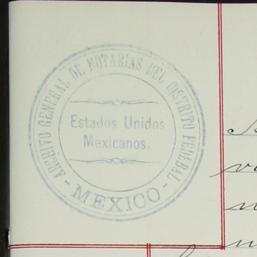 ARCHIVO GENERAL DE NOTARIAS DEL DISTRITO FEDERAL
Estados Unidos
Mexicanos.
- MEXICO -